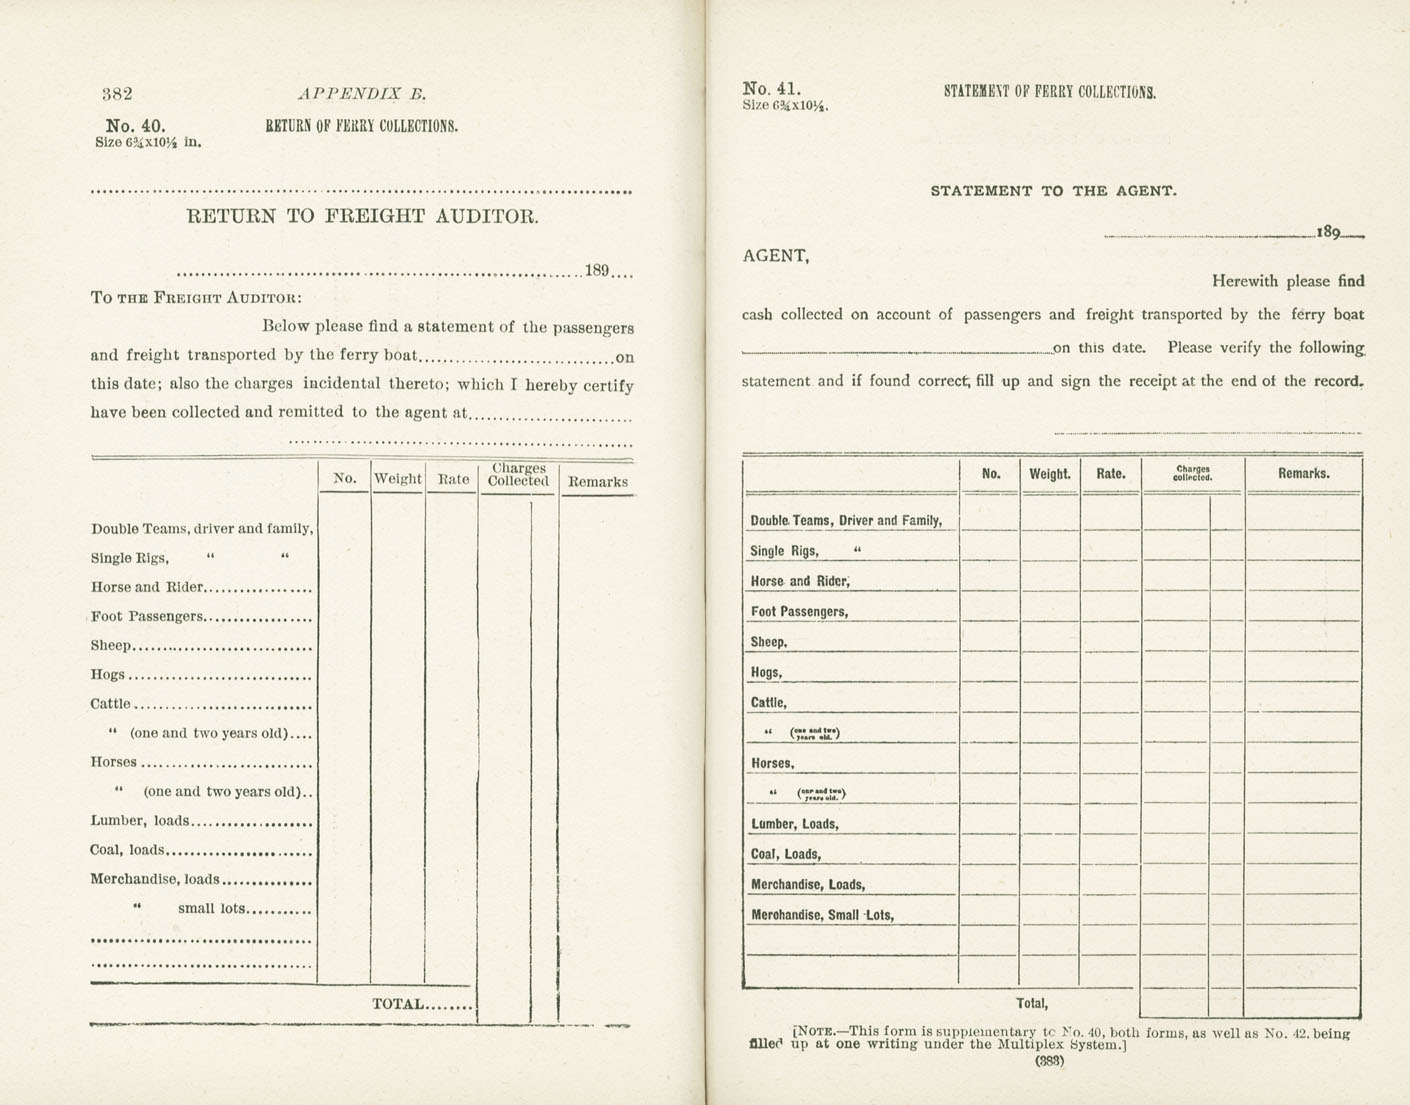 382
APPENDIX B.
No. 40.
RETURN OF FERRY COLLECTIONS.
Size 6¾x10½ in.
RETURN TO FREIGHT AUDITOR.
189....
TO THE FREIGHT AUDITOR:
Below please find a statement of the passengers
and freight transported by the ferry boat..............................on
this date; also the charges incidental thereto; which I hereby certify
have been collected and remitted to the agent at..........................
No. Weight Rate Charges Collected Remarks
Double Teams, driver and family,
Single Rigs, “ “
Horse and Rider..................
Foot Passengers..................
Sheep..............................
Hogs..............................
Cattle..............................
“ (one and two years old)....
Horses..............................
“ (one and two years old)..
Lumber, loads....................
Coal, loads........................
Merchandise, loads...............
“ small lots...........
TOTAL........
No. 41.
STATEMENT OF FERRY COLLECTIONS.
Size 6¾x10½.
STATEMENT TO THE AGENT.
189
AGENT,
Herewith please find
cash collected on account of passengers and freight transported by the ferry boat
on this date. Please verify the following
statement and if found correct, fill up and sign the receipt at the end of the record.
No. Weight. Rate. Charges collected. Remarks.
Double Teams, Driver and Family,
Single Rigs, “
Horse and Rider,
Foot Passengers,
Sheep,
Hogs,
Cattle,
“ (one and two years old.)
Horses,
“ (one and two years old.)
Lumber, Loads,
Coal, Loads,
Merchandise, Loads,
Merchandise, Small Lots,
Total,
[NOTE.—This form is supplementary to No. 40, both forms, as well as No. 42, being
filled up at one writing under the Multiplex System.]
(383)